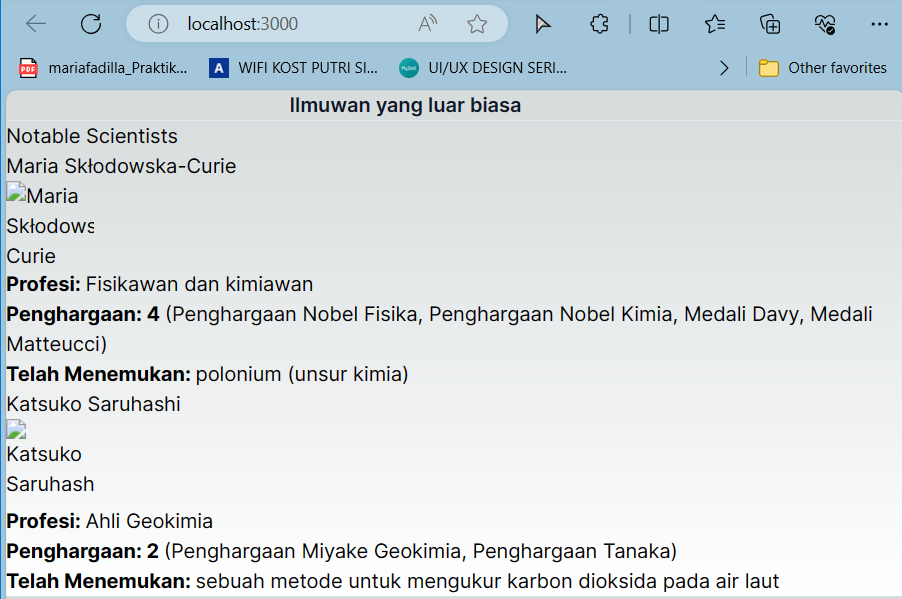 localhost:3000
PDF mariafadilla_Praktik...
A WIFI KOST PUTRI SI...
MySkill UI/UX DESIGN SERI...
Other favorites
Ilmuwan yang luar biasa
Notable Scientists
Maria Skłodowska-Curie
Maria
Skłodows
Curie
Profesi: Fisikawan dan kimiawan
Penghargaan: 4 (Penghargaan Nobel Fisika, Penghargaan Nobel Kimia, Medali Davy, Medali
Matteucci)
Telah Menemukan: polonium (unsur kimia)
Katsuko Saruhashi
Katsuko
Saruhash
Profesi: Ahli Geokimia
Penghargaan: 2 (Penghargaan Miyake Geokimia, Penghargaan Tanaka)
Telah Menemukan: sebuah metode untuk mengukur karbon dioksida pada air laut